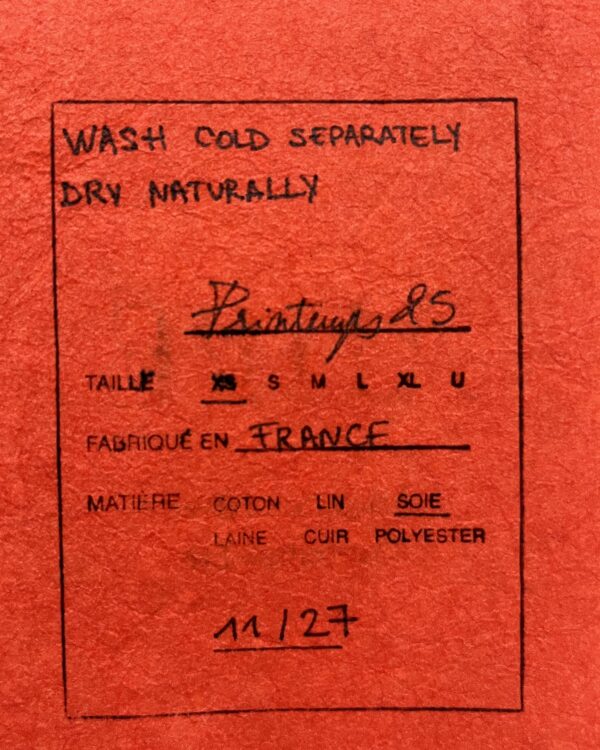 WASH COLD SEPARATELY
DRY NATURALLY
Printemps 25
TAILLE XS S M L XL U
FABRIQUÉ EN FRANCE
MATIÈRE COTON LIN SOIE
LAINE CUIR POLYESTER
11/27